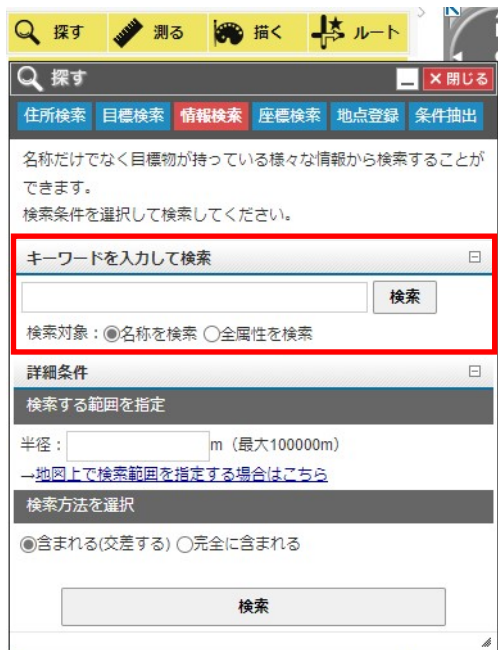 探す 測る 描く ルート
探す ×閉じる
住所検索 目標検索 情報検索 座標検索 地点登録 条件抽出
名称だけでなく目標物が持っている様々な情報から検索することが
できます。
検索条件を選択して検索してください。
キーワードを入力して検索
検索
検索対象：◉名称を検索 ○全属性を検索
詳細条件
検索する範囲を指定
半径： m（最大100000m）
→地図上で検索範囲を指定する場合はこちら
検索方法を選択
◉含まれる(交差する) ○完全に含まれる
検索